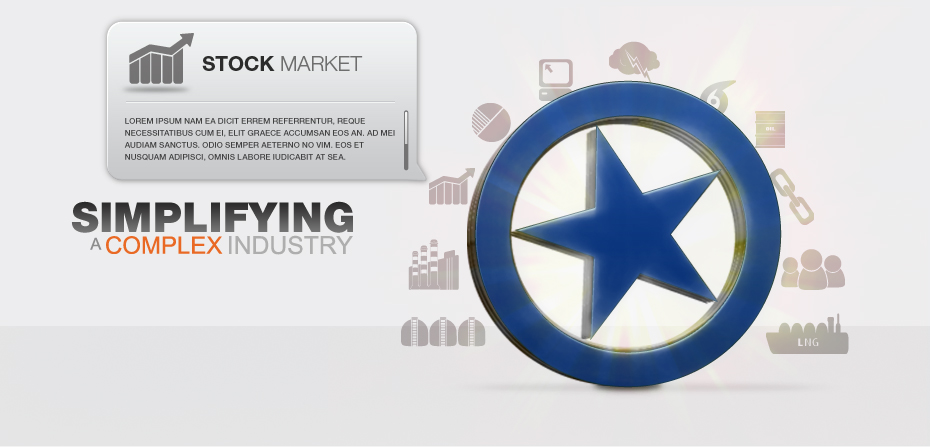 STOCK MARKET
LOREM IPSUM NAM EA DICIT ERREM REFERRENTUR, REQUE
NECESSITATIBUS CUM EI, ELIT GRAECE ACCUMSAN EOS AN. AD MEI
AUDIAM SANCTUS. ODIO SEMPER AETERNO NO VIM. EOS ET
NUSQUAM ADIPISCI, OMNIS LABORE IUDICABIT AT SEA.
SIMPLIFYING
A COMPLEX INDUSTRY
OIL
LNG